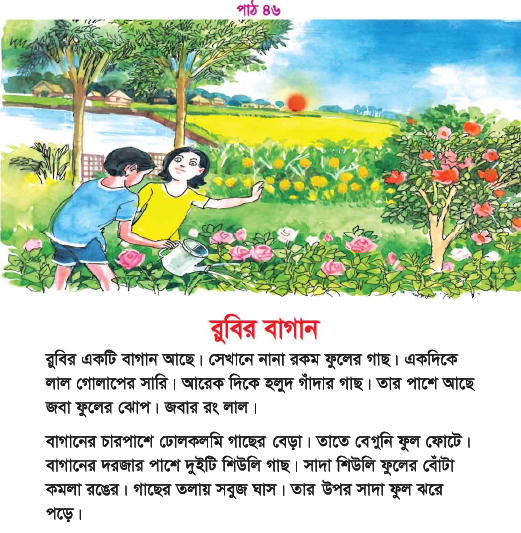 পাঠ ৪৬
রুবির বাগান
রুবির একটি বাগান আছে। সেখানে নানা রকম ফুলের গাছ। একদিকে
লাল গোলাপের সারি। আরেক দিকে হলুদ গাঁদার গাছ। তার পাশে আছে
জবা ফুলের ঝোপ। জবার রং লাল।
বাগানের চারপাশে ঢোলকলমি গাছের বেড়া। তাতে বেগুনি ফুল ফোটে।
বাগানের দরজার পাশে দুইটি শিউলি গাছ। সাদা শিউলি ফুলের বোঁটা
কমলা রঙের। গাছের তলায় সবুজ ঘাস। তার উপর সাদা ফুল ঝরে
পড়ে।